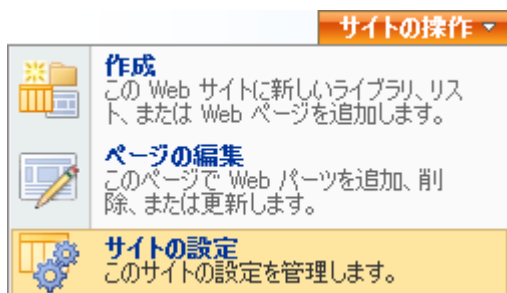 サイトの操作
作成
この Web サイトに新しいライブラリ、リス
ト、または Web ページを追加します。
ページの編集
このページで Web パーツを追加、削
除、または更新します。
サイトの設定
このサイトの設定を管理します。